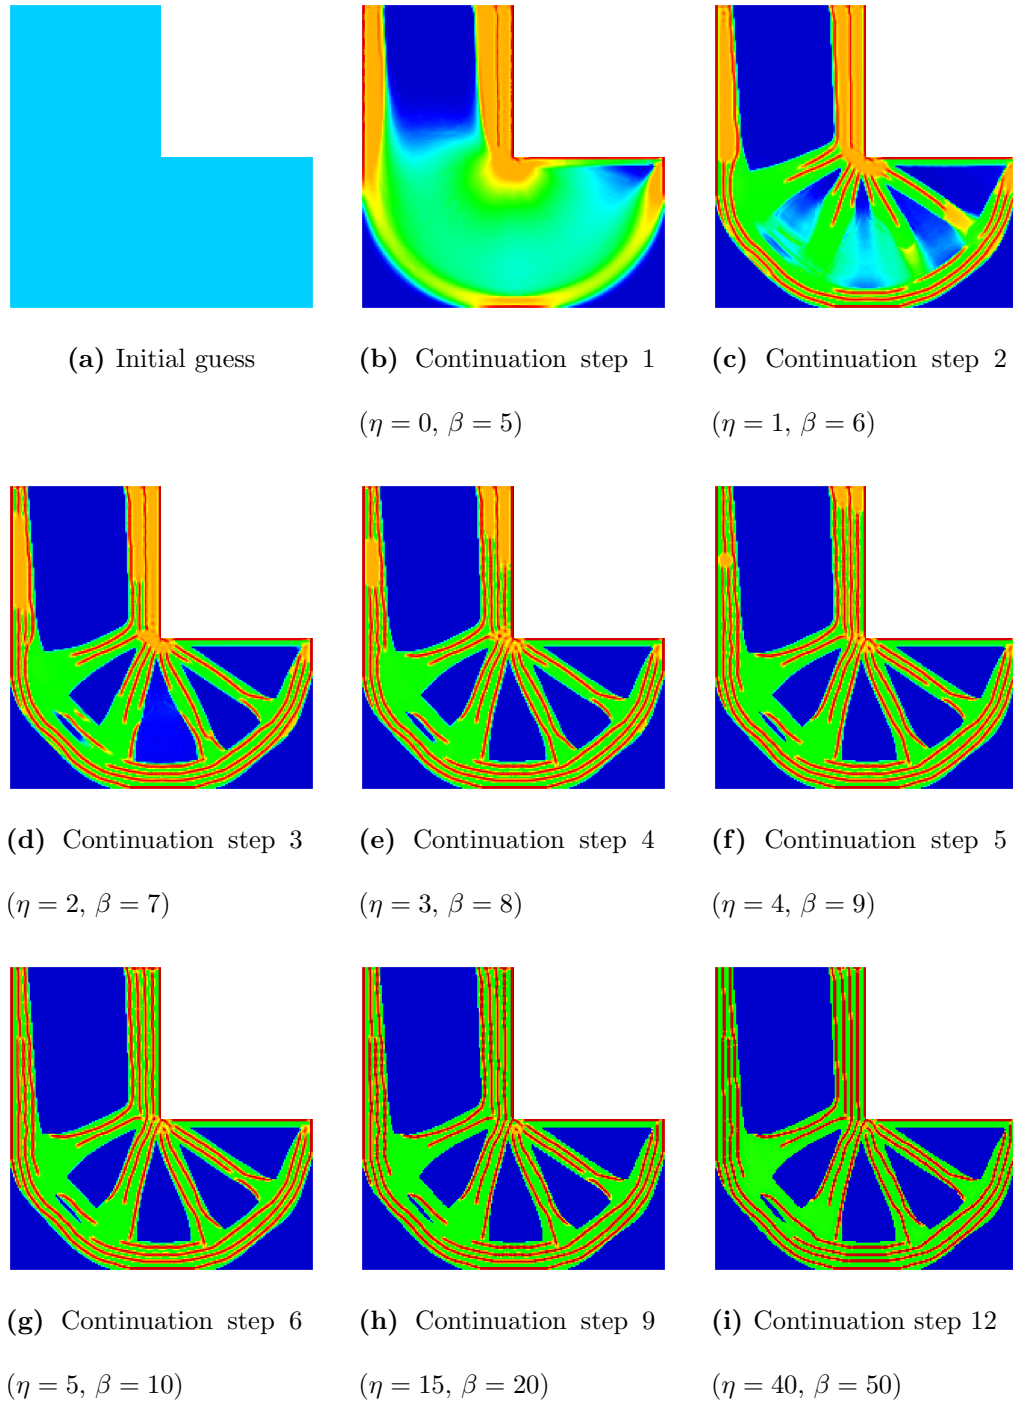 (a) Initial guess
(b) Continuation step 1
(η = 0, β = 5)
(c) Continuation step 2
(η = 1, β = 6)
(d) Continuation step 3
(η = 2, β = 7)
(e) Continuation step 4
(η = 3, β = 8)
(f) Continuation step 5
(η = 4, β = 9)
(g) Continuation step 6
(η = 5, β = 10)
(h) Continuation step 9
(η = 15, β = 20)
(i) Continuation step 12
(η = 40, β = 50)